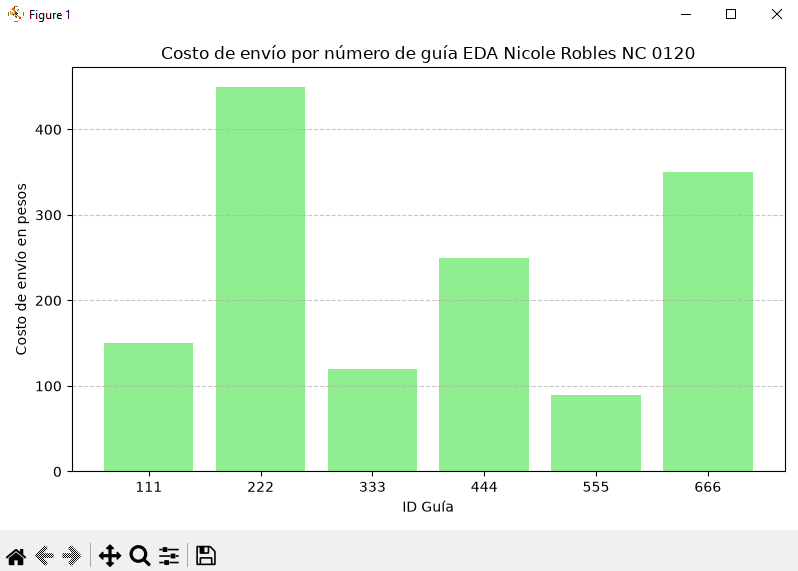 Figure 1
Costo de envío por número de guía EDA Nicole Robles NC 0120
Costo de envío en pesos
400
300
200
100
0
111 222 333 444 555 666
ID Guía